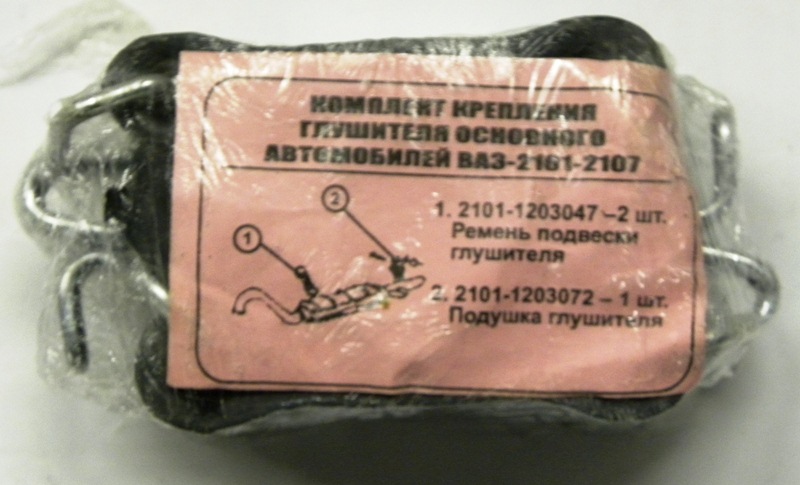 КОМПЛЕКТ КРЕПЛЕНИЯ
ГЛУШИТЕЛЯ ОСНОВНОГО
АВТОМОБИЛЕЙ ВАЗ-2101-2107
2
1
1. 2101-1203047 –2 шт.
Ремень подвески
глушителя
2. 2101-1203072 – 1 шт.
Подушка глушителя